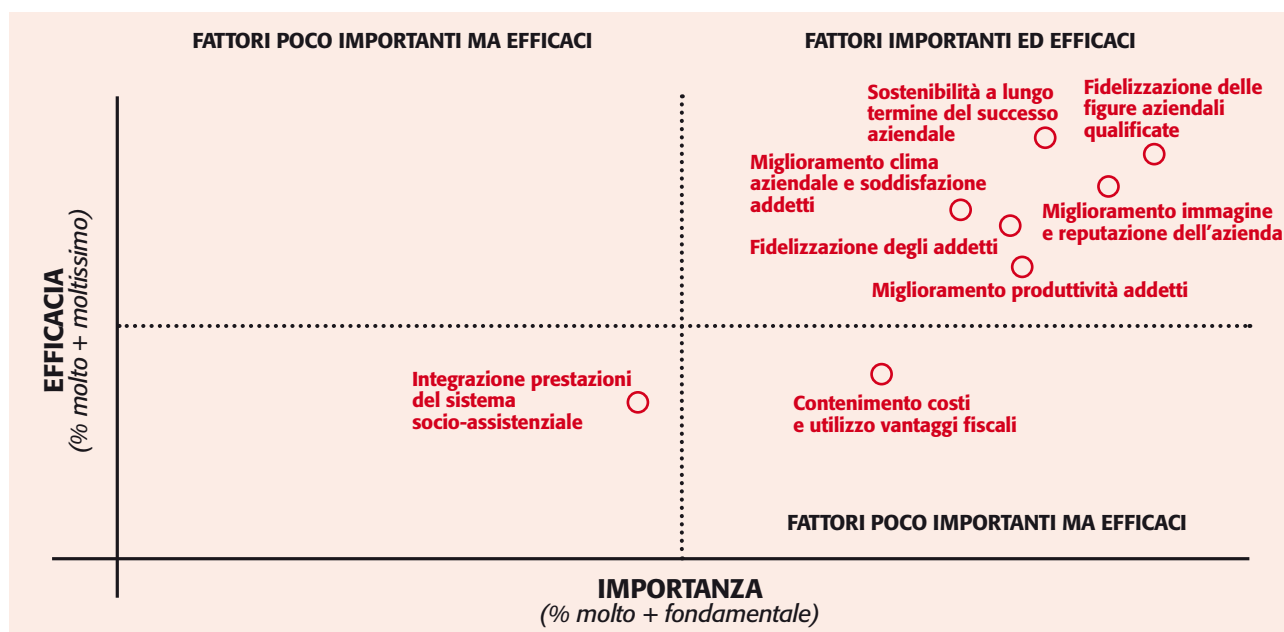 FATTORI POCO IMPORTANTI MA EFFICACI
FATTORI IMPORTANTI ED EFFICACI
Sostenibilità a lungo
termine del successo
aziendale
Fidelizzazione delle
figure aziendali
qualificate
Miglioramento clima
aziendale e soddisfazione
addetti
Miglioramento immagine
e reputazione dell'azienda
Fidelizzazione degli addetti
Miglioramento produttività addetti
EFFICACIA
(% molto + moltissimo)
Integrazione prestazioni
del sistema
socio-assistenziale
Contenimento costi
e utilizzo vantaggi fiscali
FATTORI POCO IMPORTANTI MA EFFICACI
IMPORTANZA
(% molto + fondamentale)